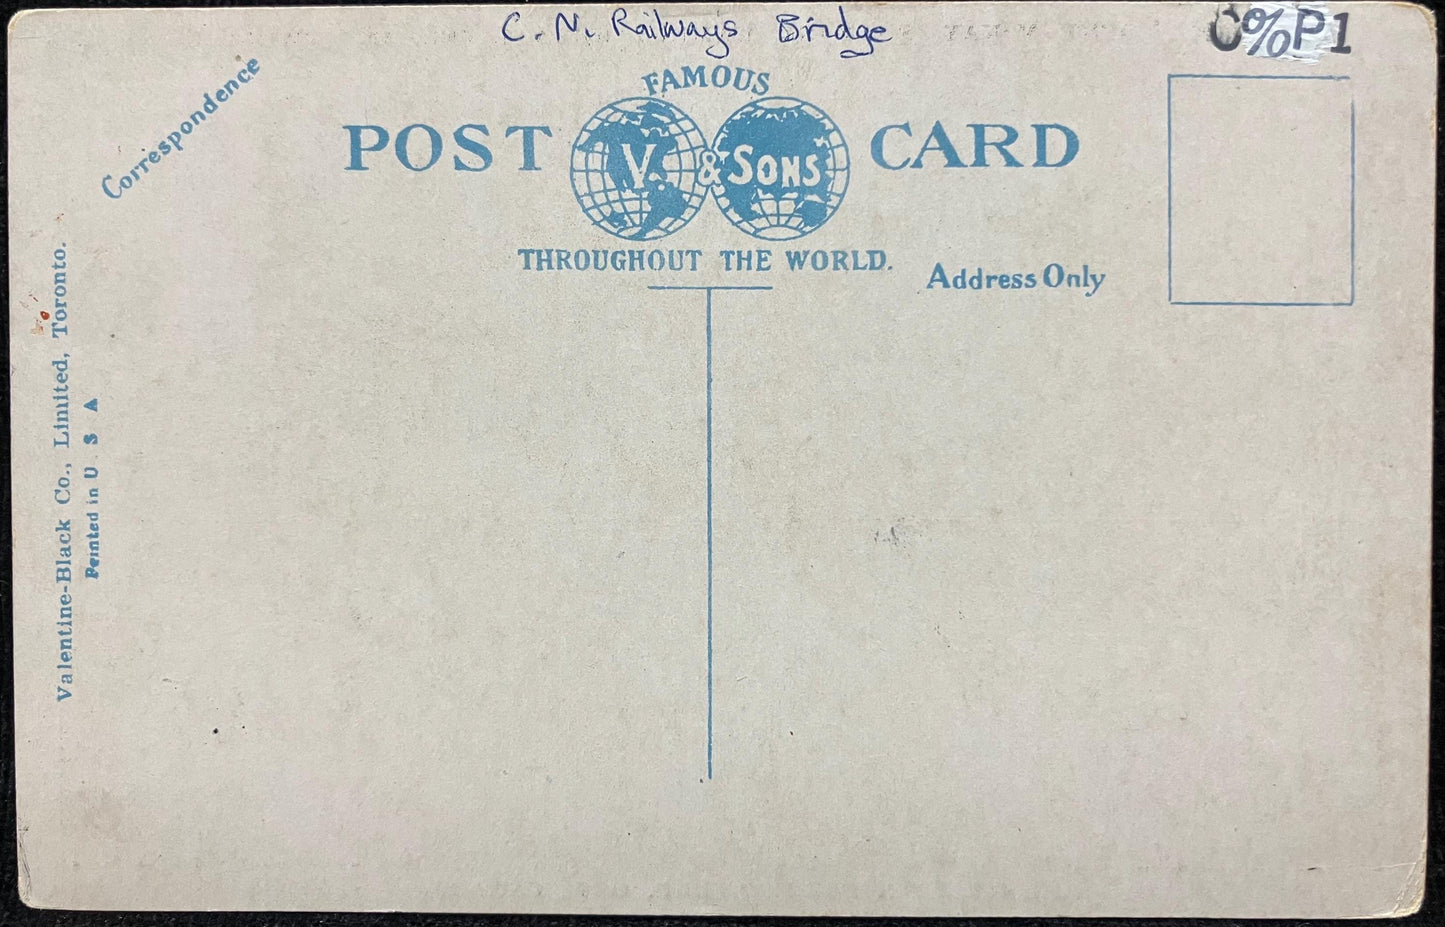 C. N. Railways Bridge
C%P1
Correspondence
FAMOUS
POST V. & SONS CARD
THROUGHOUT THE WORLD.
Address Only
Valentine-Black Co., Limited, Toronto.
Printed in U S A